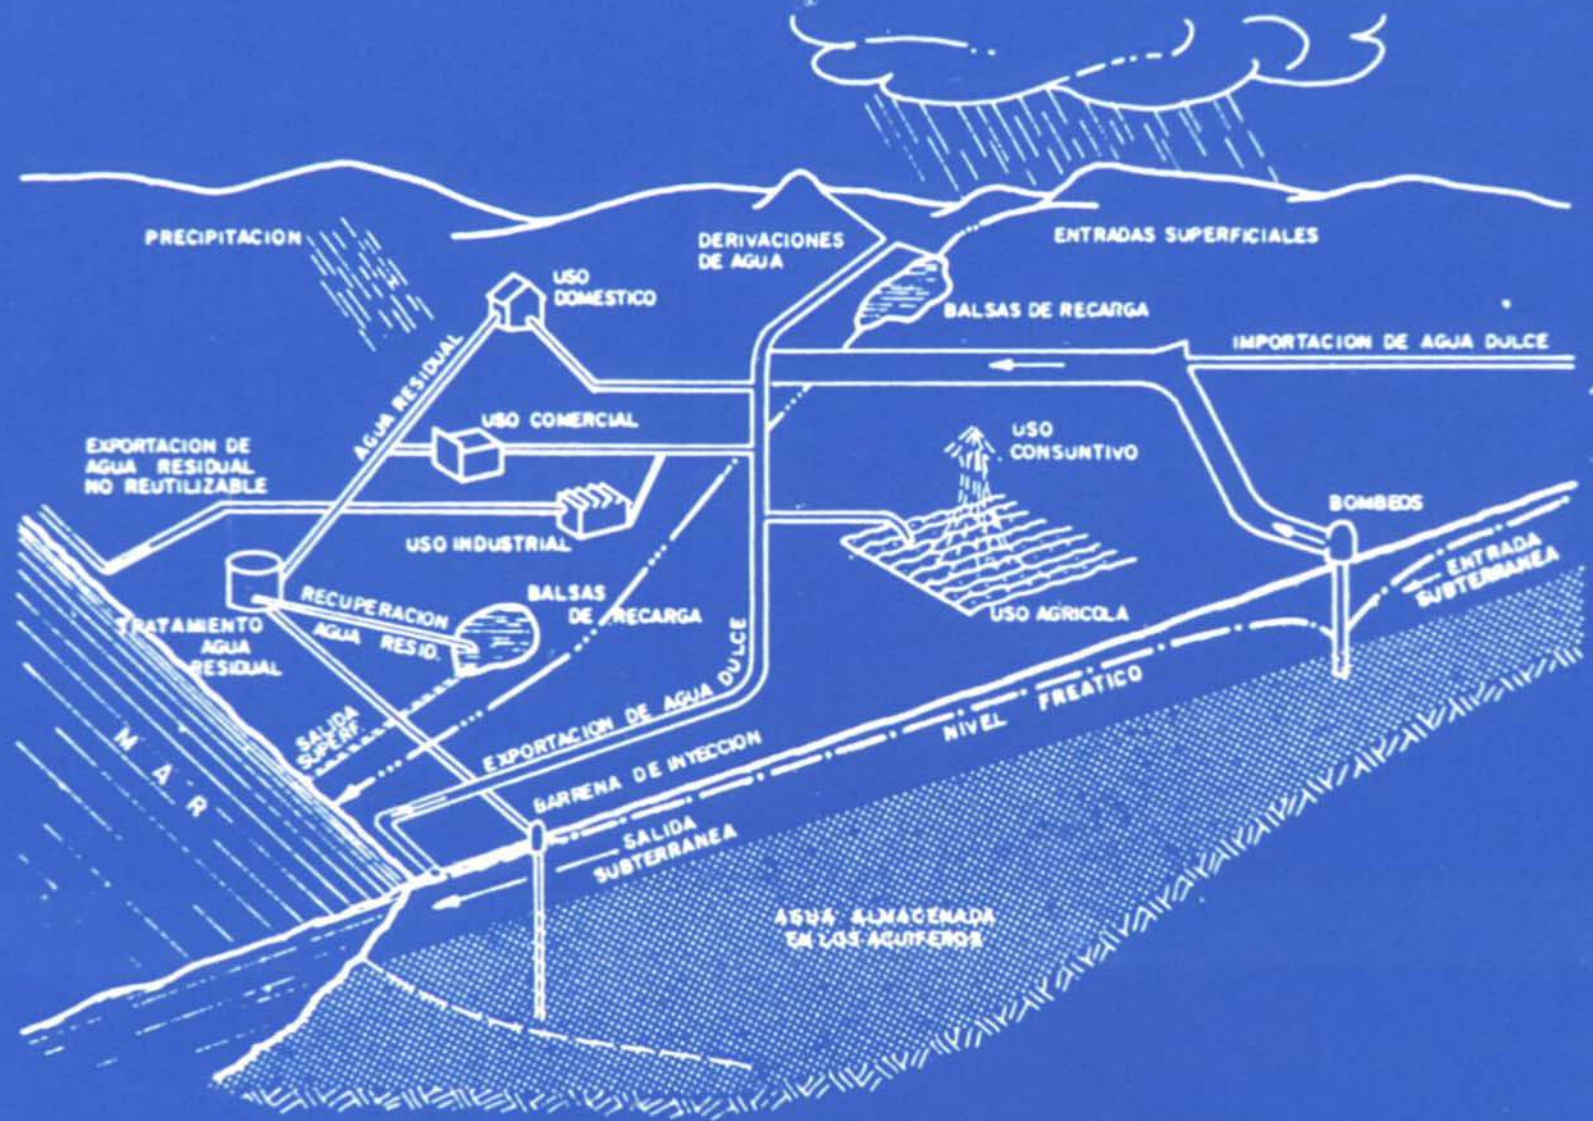 PRECIPITACION
DERIVACIONES
DE AGUA
ENTRADAS SUPERFICIALES
USO
DOMESTICO
BALSAS DE RECARGA
IMPORTACION DE AGUA DULCE
AGUA RESIDUAL
USO COMERCIAL
USO
CONSUNTIVO
EXPORTACION DE
AGUA RESIDUAL
NO REUTILIZABLE
BOMBEOS
USO INDUSTRIAL
ENTRADA
SUBTERRANEA
RECUPERACION
AGUA RESID.
BALSAS
DE RECARGA
USO AGRICOLA
TRATAMIENTO
AGUA
RESIDUAL
SALIDA
SUPERF.
MAR
EXPORTACION DE AGUA DULCE
NIVEL FREATICO
BARRENA DE INYECCION
SALIDA
SUBTERRANEA
AGUA ALMACENADA
EN LOS ACUIFEROS